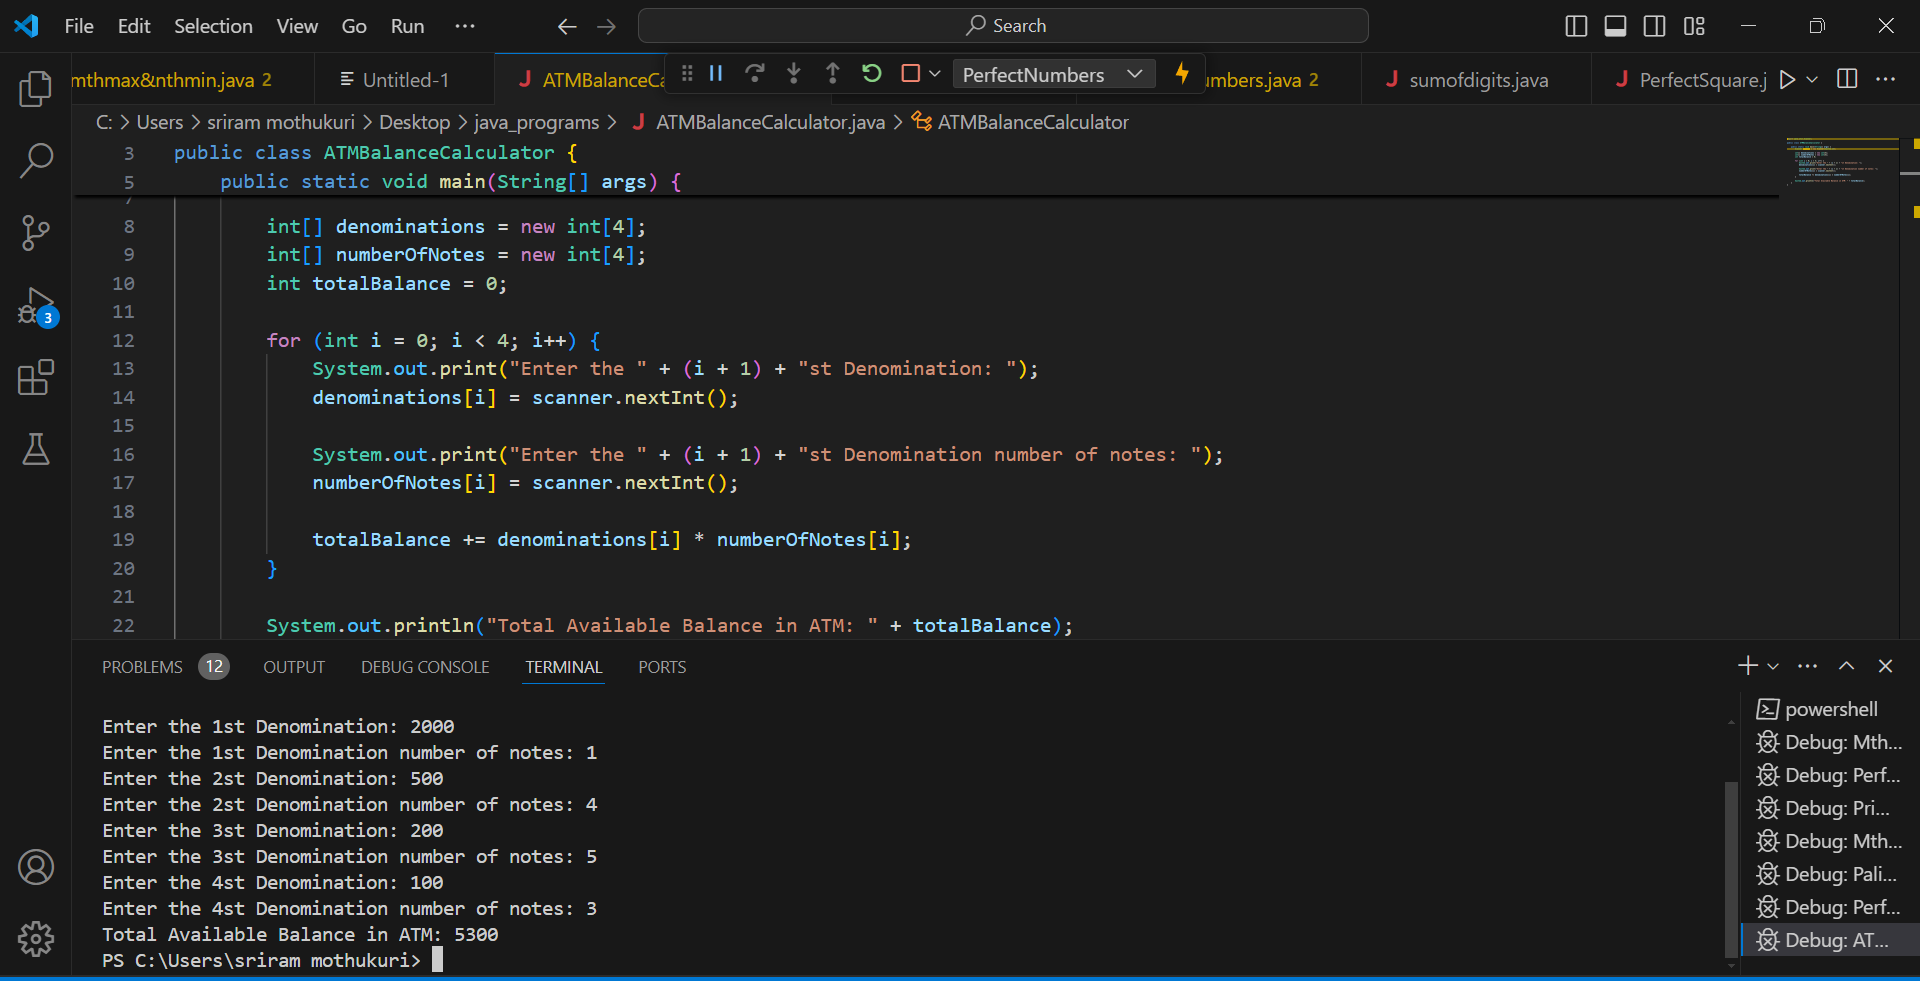 File Edit Selection View Go Run ··· Search
mthmax&nthmin.java 2 Untitled-1 ATMBalanceCa PerfectNumbers umbers.java 2 sumofdigits.java PerfectSquare.j
C: > Users > sriram mothukuri > Desktop > java_programs > J ATMBalanceCalculator.java > ATMBalanceCalculator
3 public class ATMBalanceCalculator {
5 public static void main(String[] args) {
7
8 int[] denominations = new int[4];
9 int[] numberOfNotes = new int[4];
10 int totalBalance = 0;
11
12 for (int i = 0; i < 4; i++) {
13 System.out.print("Enter the " + (i + 1) + "st Denomination: ");
14 denominations[i] = scanner.nextInt();
15
16 System.out.print("Enter the " + (i + 1) + "st Denomination number of notes: ");
17 numberOfNotes[i] = scanner.nextInt();
18
19 totalBalance += denominations[i] * numberOfNotes[i];
20 }
21
22 System.out.println("Total Available Balance in ATM: " + totalBalance);
3
PROBLEMS 12 OUTPUT DEBUG CONSOLE TERMINAL PORTS
Enter the 1st Denomination: 2000
Enter the 1st Denomination number of notes: 1
Enter the 2st Denomination: 500
Enter the 2st Denomination number of notes: 4
Enter the 3st Denomination: 200
Enter the 3st Denomination number of notes: 5
Enter the 4st Denomination: 100
Enter the 4st Denomination number of notes: 3
Total Available Balance in ATM: 5300
PS C:\Users\sriram mothukuri>
powershell
Debug: Mth...
Debug: Perf...
Debug: Pri...
Debug: Mth...
Debug: Pali...
Debug: Perf...
Debug: AT...